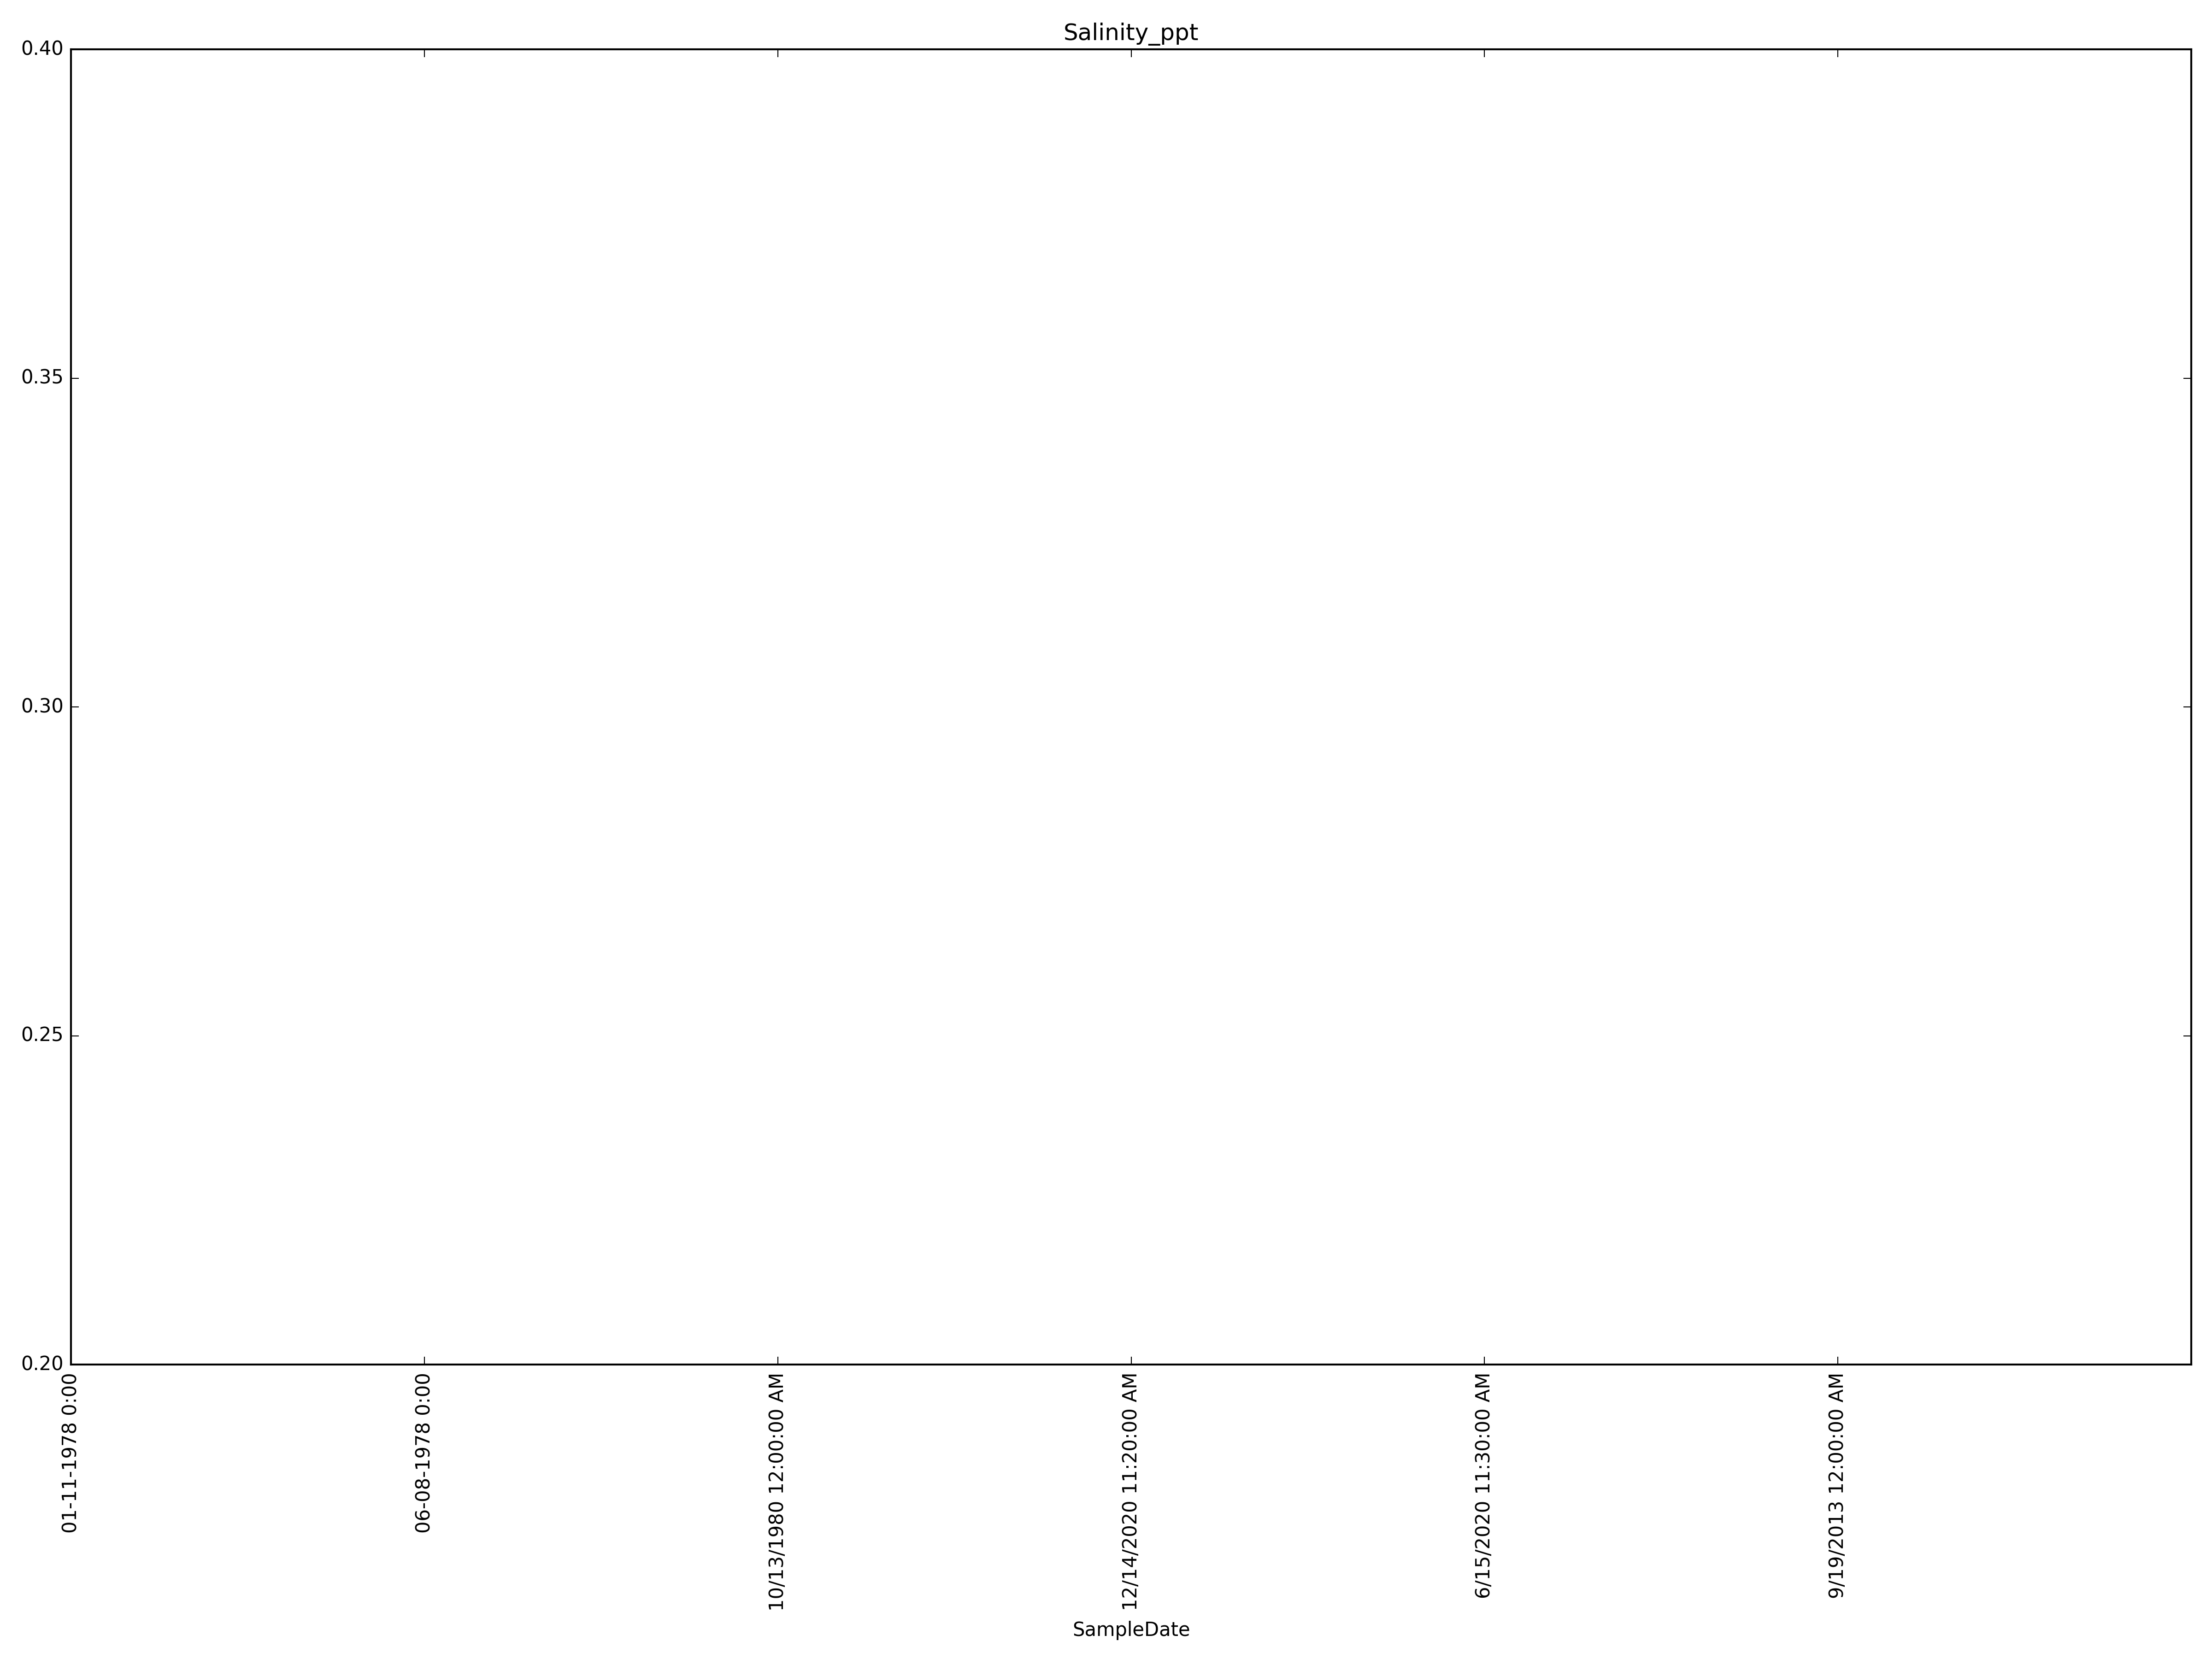 Salinity_ppt
0.40
0.35
0.30
0.25
0.20
01-11-1978 0:00
06-08-1978 0:00
10/13/1980 12:00:00 AM
12/14/2020 11:20:00 AM
6/15/2020 11:30:00 AM
9/19/2013 12:00:00 AM
SampleDate